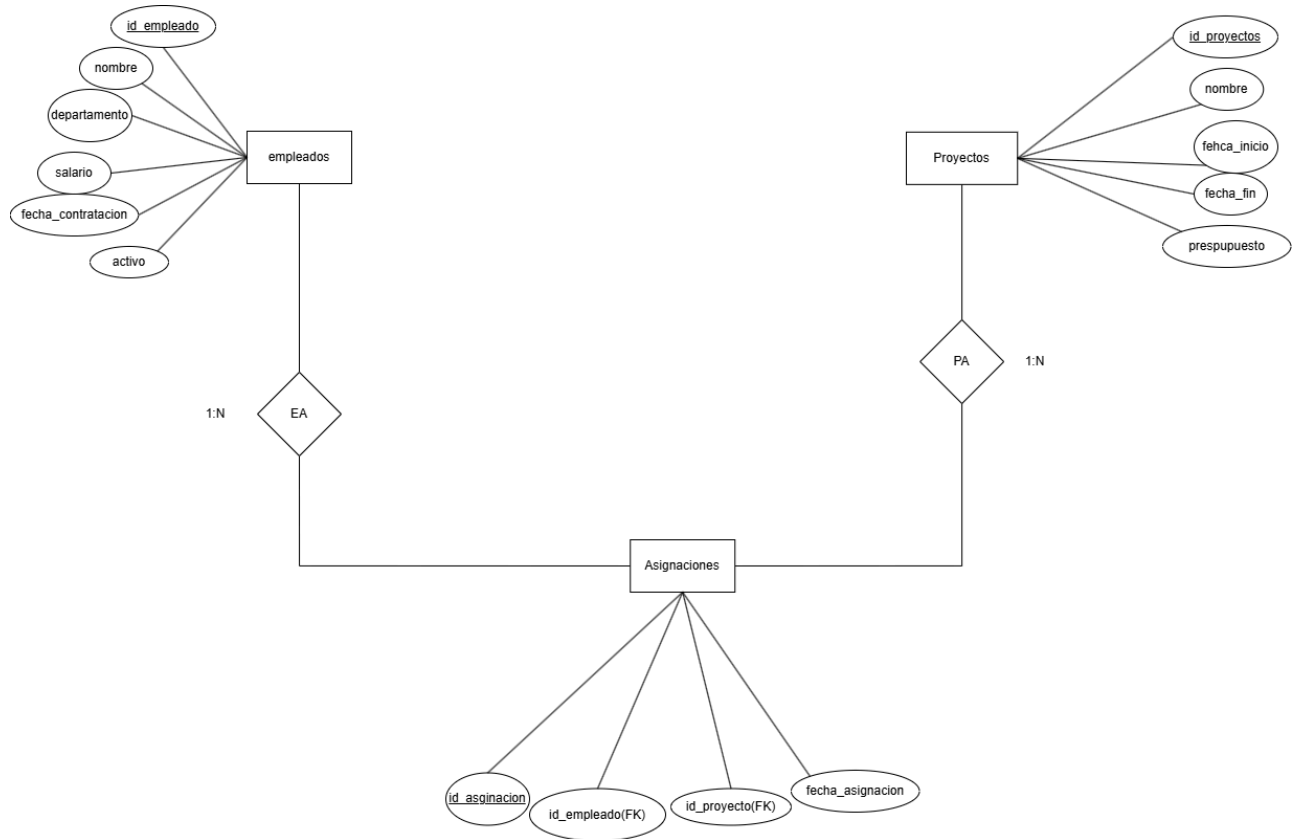 id_empleado
nombre
departamento
salario
fecha_contratacion
activo
empleados
id_proyectos
nombre
fehca_inicio
fecha_fin
prespupuesto
Proyectos
1:N
EA
PA
1:N
Asignaciones
id_asginacion
id_empleado(FK)
id_proyecto(FK)
fecha_asignacion